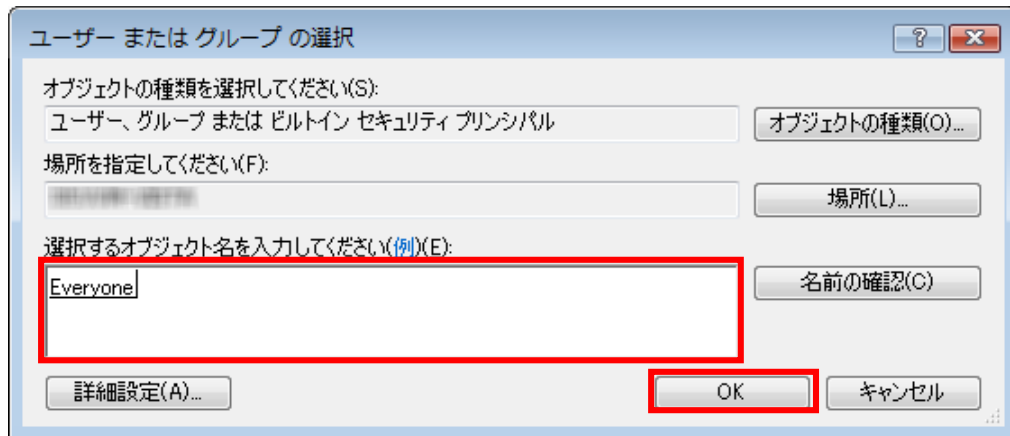 ユーザー または グループ の選択
オブジェクトの種類を選択してください(S):
ユーザー、グループ または ビルトイン セキュリティ プリンシパル
オブジェクトの種類(O)...
場所を指定してください(F):
場所(L)...
選択するオブジェクト名を入力してください(例)(E):
Everyone
名前の確認(C)
詳細設定(A)...
OK
キャンセル